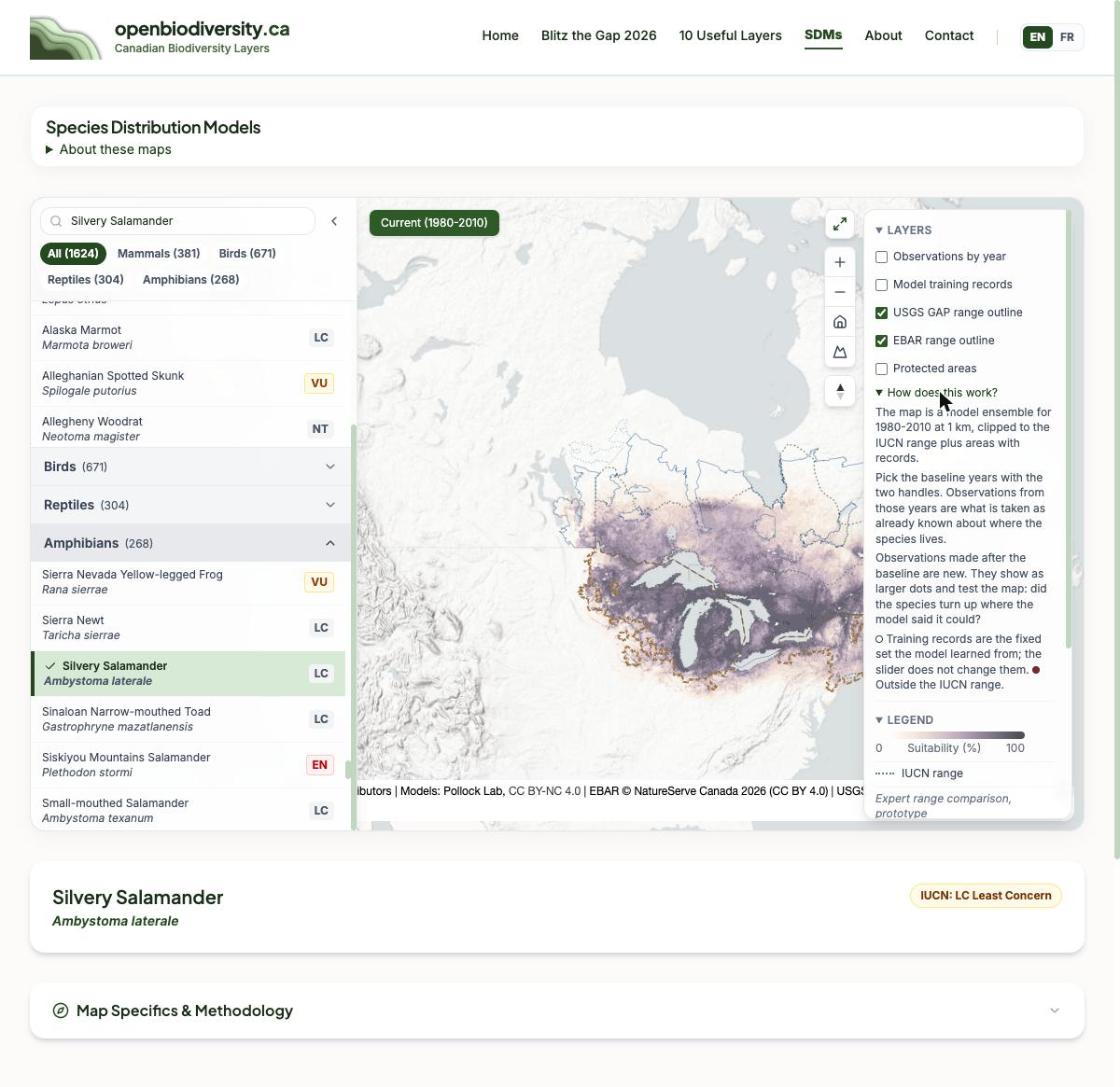 openbiodiversity.ca
Canadian Biodiversity Layers
Home
Blitz the Gap 2026
10 Useful Layers
SDMs
About
Contact
EN
FR
Species Distribution Models
About these maps
Silvery Salamander
All (1624)
Mammals (381)
Birds (671)
Reptiles (304)
Amphibians (268)
Alaska Marmot
Marmota broweri
LC
Alleghanian Spotted Skunk
Spilogale putorius
VU
Allegheny Woodrat
Neotoma magister
NT
Birds (671)
Reptiles (304)
Amphibians (268)
Sierra Nevada Yellow-legged Frog
Rana sierrae
VU
Sierra Newt
Taricha sierrae
LC
Silvery Salamander
Ambystoma laterale
LC
Sinaloan Narrow-mouthed Toad
Gastrophryne mazatlanensis
LC
Siskiyou Mountains Salamander
Plethodon stormi
EN
Small-mouthed Salamander
Ambystoma texanum
LC
Current (1980-2010)
ibutors | Models: Pollock Lab, CC BY-NC 4.0 | EBAR © NatureServe Canada 2026 (CC BY 4.0) | USGS
LAYERS
Observations by year
Model training records
USGS GAP range outline
EBAR range outline
Protected areas
How does this work?
The map is a model ensemble for
1980-2010 at 1 km, clipped to the
IUCN range plus areas with
records.
Pick the baseline years with the
two handles. Observations from
those years are what is taken as
already known about where the
species lives.
Observations made after the
baseline are new. They show as
larger dots and test the map: did
the species turn up where the
model said it could?
Training records are the fixed
set the model learned from; the
slider does not change them.
Outside the IUCN range.
LEGEND
0 Suitability (%) 100
IUCN range
Expert range comparison,
prototype
Silvery Salamander
Ambystoma laterale
IUCN: LC Least Concern
Map Specifics & Methodology